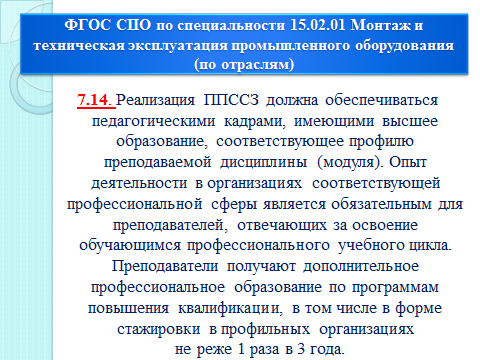 ФГОС СПО по специальности 15.02.01 Монтаж и
техническая эксплуатация промышленного оборудования
(по отраслям)
7.14. Реализация ППССЗ должна обеспечиваться
педагогическими кадрами, имеющими высшее
образование, соответствующее профилю
преподаваемой дисциплины (модуля). Опыт
деятельности в организациях соответствующей
профессиональной сферы является обязательным для
преподавателей, отвечающих за освоение
обучающимся профессионального учебного цикла.
Преподаватели получают дополнительное
профессиональное образование по программам
повышения квалификации, в том числе в форме
стажировки в профильных организациях
не реже 1 раза в 3 года.